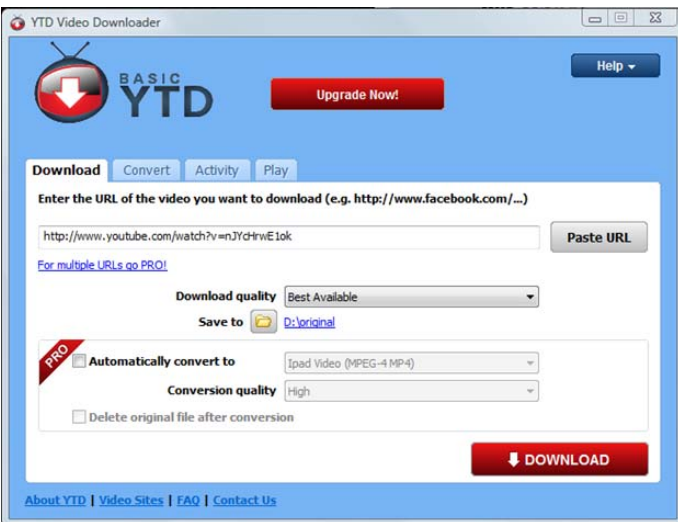 YTD Video Downloader
BASIC
YTD
Upgrade Now!
Help
Download Convert Activity Play
Enter the URL of the video you want to download (e.g. http://www.facebook.com/...)
http://www.youtube.com/watch?v=nJYcHrwE1ok
Paste URL
For multiple URLs go PRO!
Download quality Best Available
Save to D:\original
PRO
Automatically convert to Ipad Video (MPEG-4 MP4)
Conversion quality High
Delete original file after conversion
DOWNLOAD
About YTD | Video Sites | FAQ | Contact Us